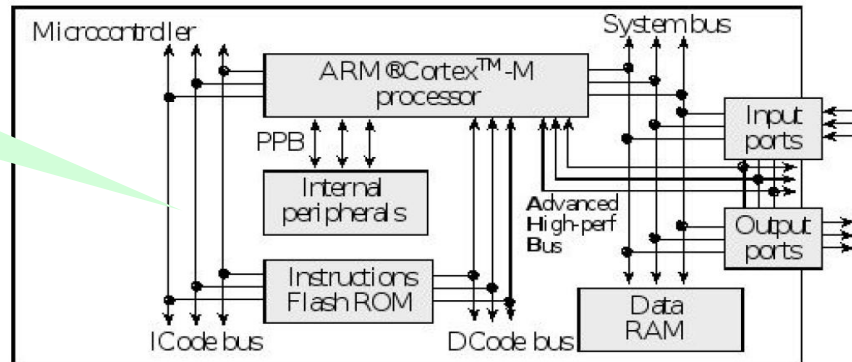 Microcontroller
System bus
ARM ®Cortex™-M
processor
Input
ports
PPB
Internal
peripherals
Advanced
High-perf
Bus
Output
ports
Instructions
Flash ROM
Data
RAM
ICode bus
DCode bus